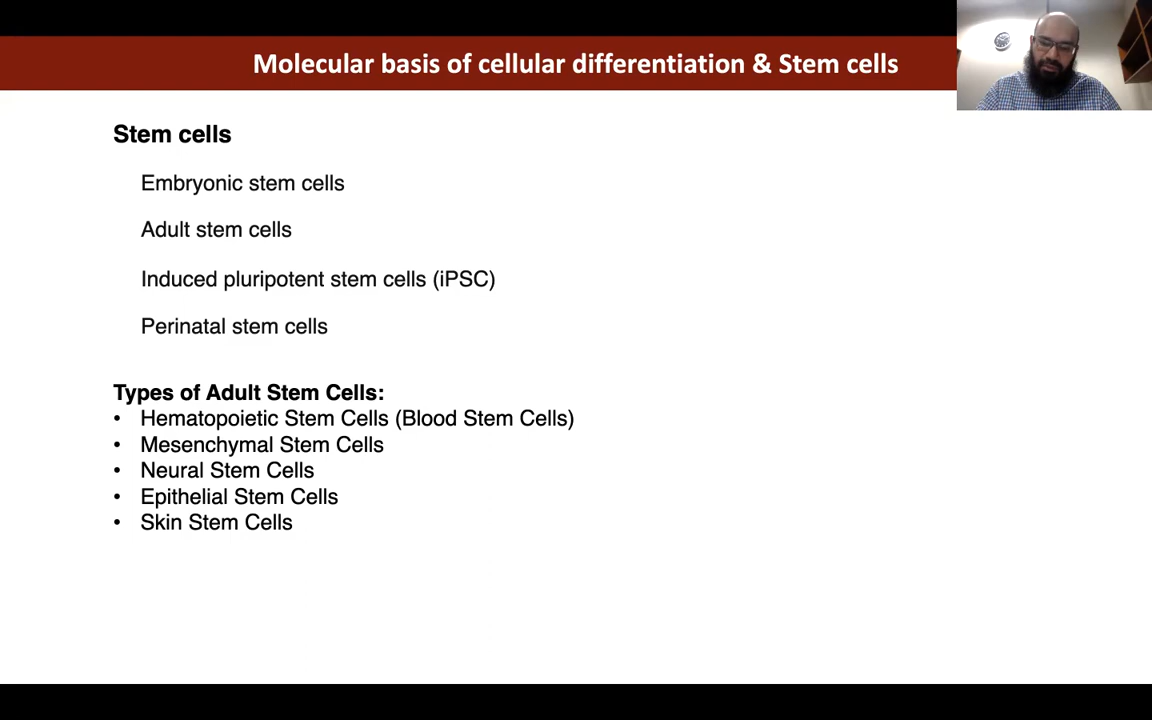 Molecular basis of cellular differentiation & Stem cells
Stem cells
Embryonic stem cells
Adult stem cells
Induced pluripotent stem cells (iPSC)
Perinatal stem cells
Types of Adult Stem Cells:
• Hematopoietic Stem Cells (Blood Stem Cells)
• Mesenchymal Stem Cells
• Neural Stem Cells
• Epithelial Stem Cells
• Skin Stem Cells